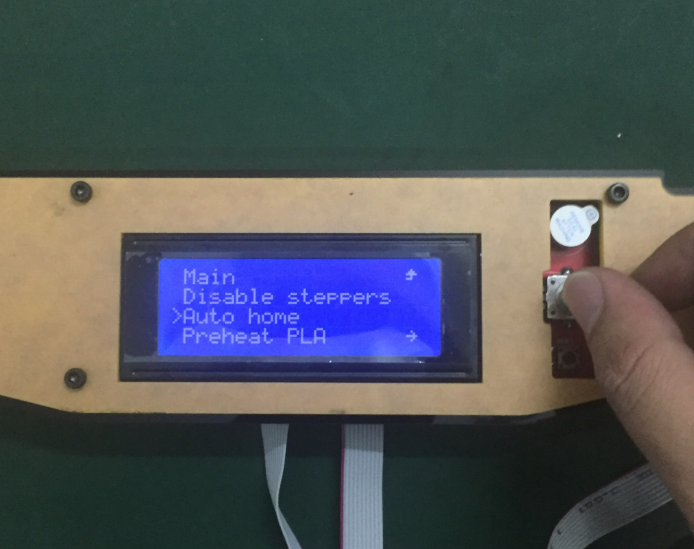 Main
Disable steppers
>Auto home
Preheat PLA →